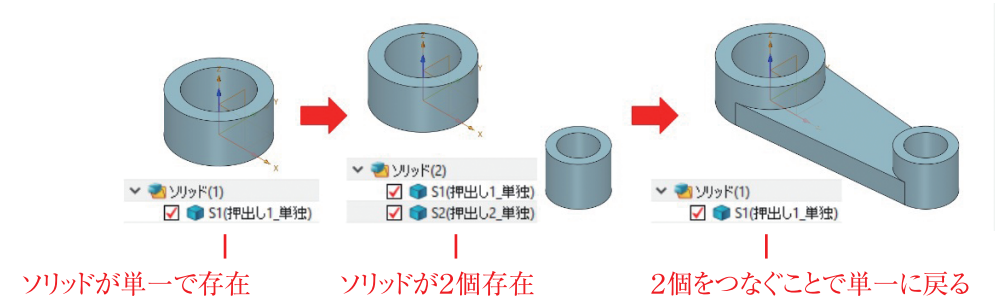 Z
Y
X
ソリッド(1)
S1(押出し1_単独)
ソリッドが単一で存在
Z
Y
X
ソリッド(2)
S1(押出し1_単独)
S2(押出し2_単独)
ソリッドが2個存在
ソリッド(1)
S1(押出し1_単独)
2個をつなぐことで単一に戻る